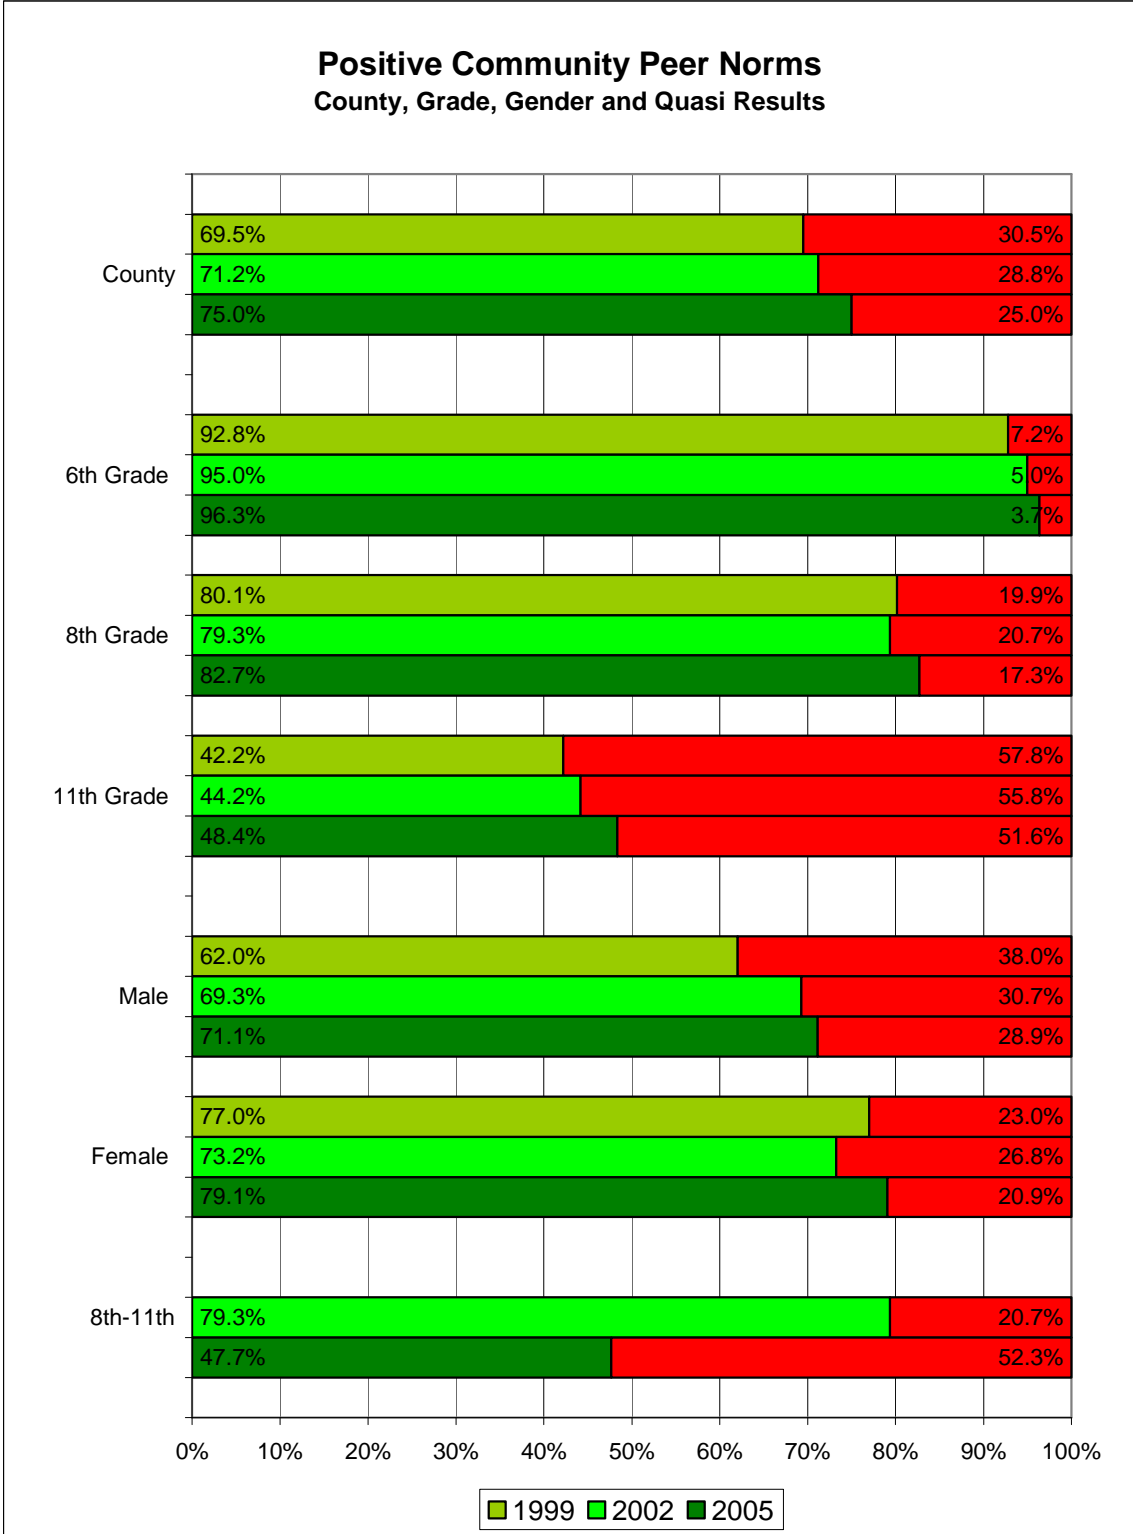 Positive Community Peer Norms
County, Grade, Gender and Quasi Results
69.5% 30.5%
County 71.2% 28.8%
75.0% 25.0%
92.8% 7.2%
6th Grade 95.0% 5.0%
96.3% 3.7%
80.1% 19.9%
8th Grade 79.3% 20.7%
82.7% 17.3%
42.2% 57.8%
11th Grade 44.2% 55.8%
48.4% 51.6%
62.0% 38.0%
Male 69.3% 30.7%
71.1% 28.9%
77.0% 23.0%
Female 73.2% 26.8%
79.1% 20.9%
8th-11th 79.3% 20.7%
47.7% 52.3%
0% 10% 20% 30% 40% 50% 60% 70% 80% 90% 100%
1999 2002 2005